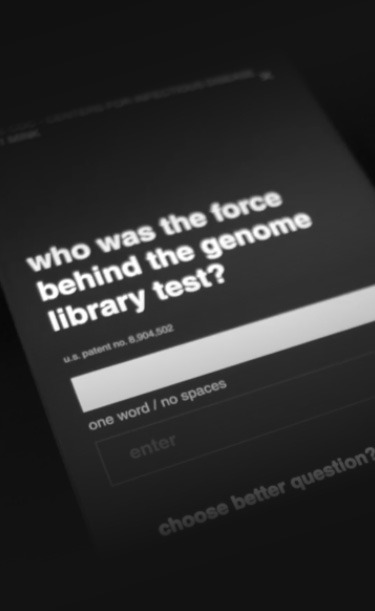 who was the force
behind the genome
library test?
u.s. patent no. 8,904,502
one word / no spaces
enter
choose better question?